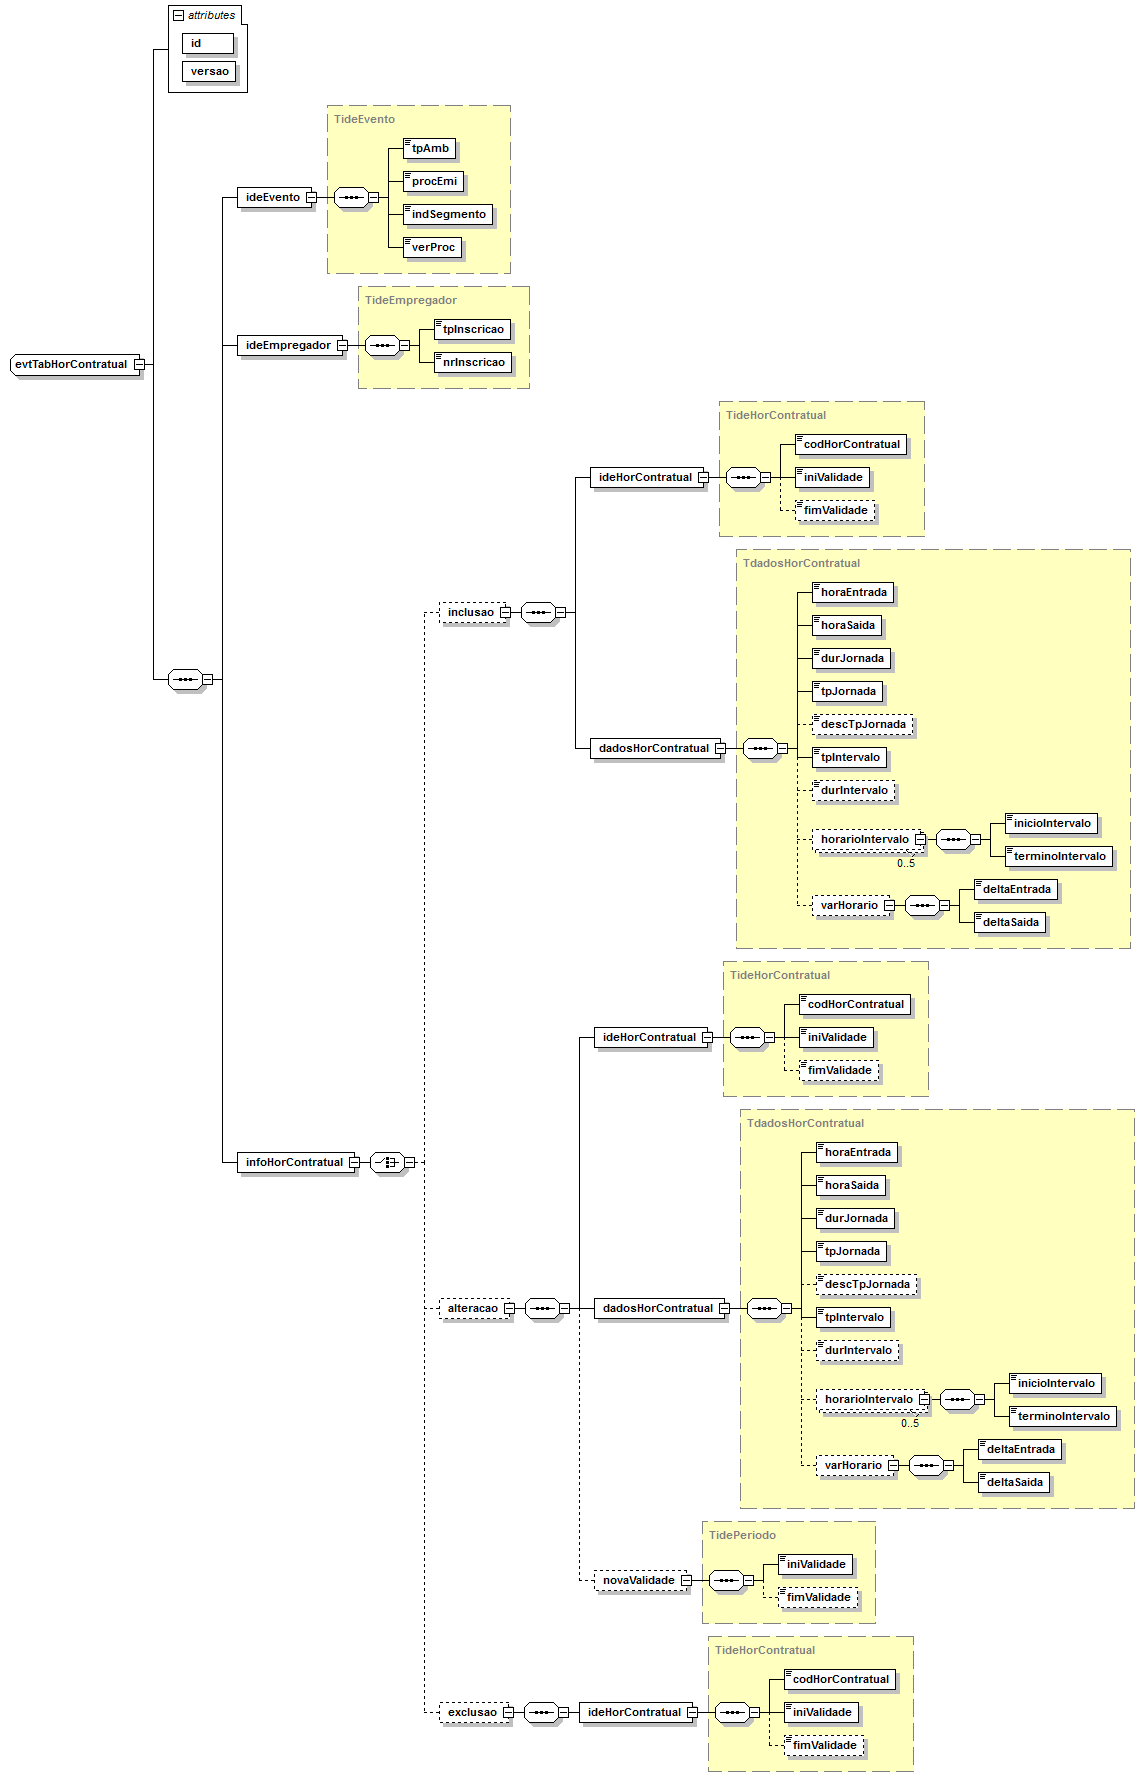 attributes
id
versao
TideEvento
tpAmb
procEmi
ideEvento
indSegmento
verProc
TideEmpregador
tpInscricao
ideEmpregador
nrInscricao
evtTabHorContratual
TideHorContratual
codHorContratual
ideHorContratual
iniValidade
fimValidade
TdadosHorContratual
horaEntrada
inclusao
horaSaida
durJornada
tpJornada
descTpJornada
dadosHorContratual
tpIntervalo
durIntervalo
inicioIntervalo
horarioIntervalo
0..5
terminoIntervalo
deltaEntrada
varHorario
deltaSaida
TideHorContratual
codHorContratual
ideHorContratual
iniValidade
fimValidade
TdadosHorContratual
horaEntrada
infoHorContratual
horaSaida
durJornada
tpJornada
descTpJornada
alteracao
dadosHorContratual
tpIntervalo
durIntervalo
inicioIntervalo
horarioIntervalo
0..5
terminoIntervalo
deltaEntrada
varHorario
deltaSaida
TidePeriodo
iniValidade
novaValidade
fimValidade
TideHorContratual
codHorContratual
exclusao
ideHorContratual
iniValidade
fimValidade